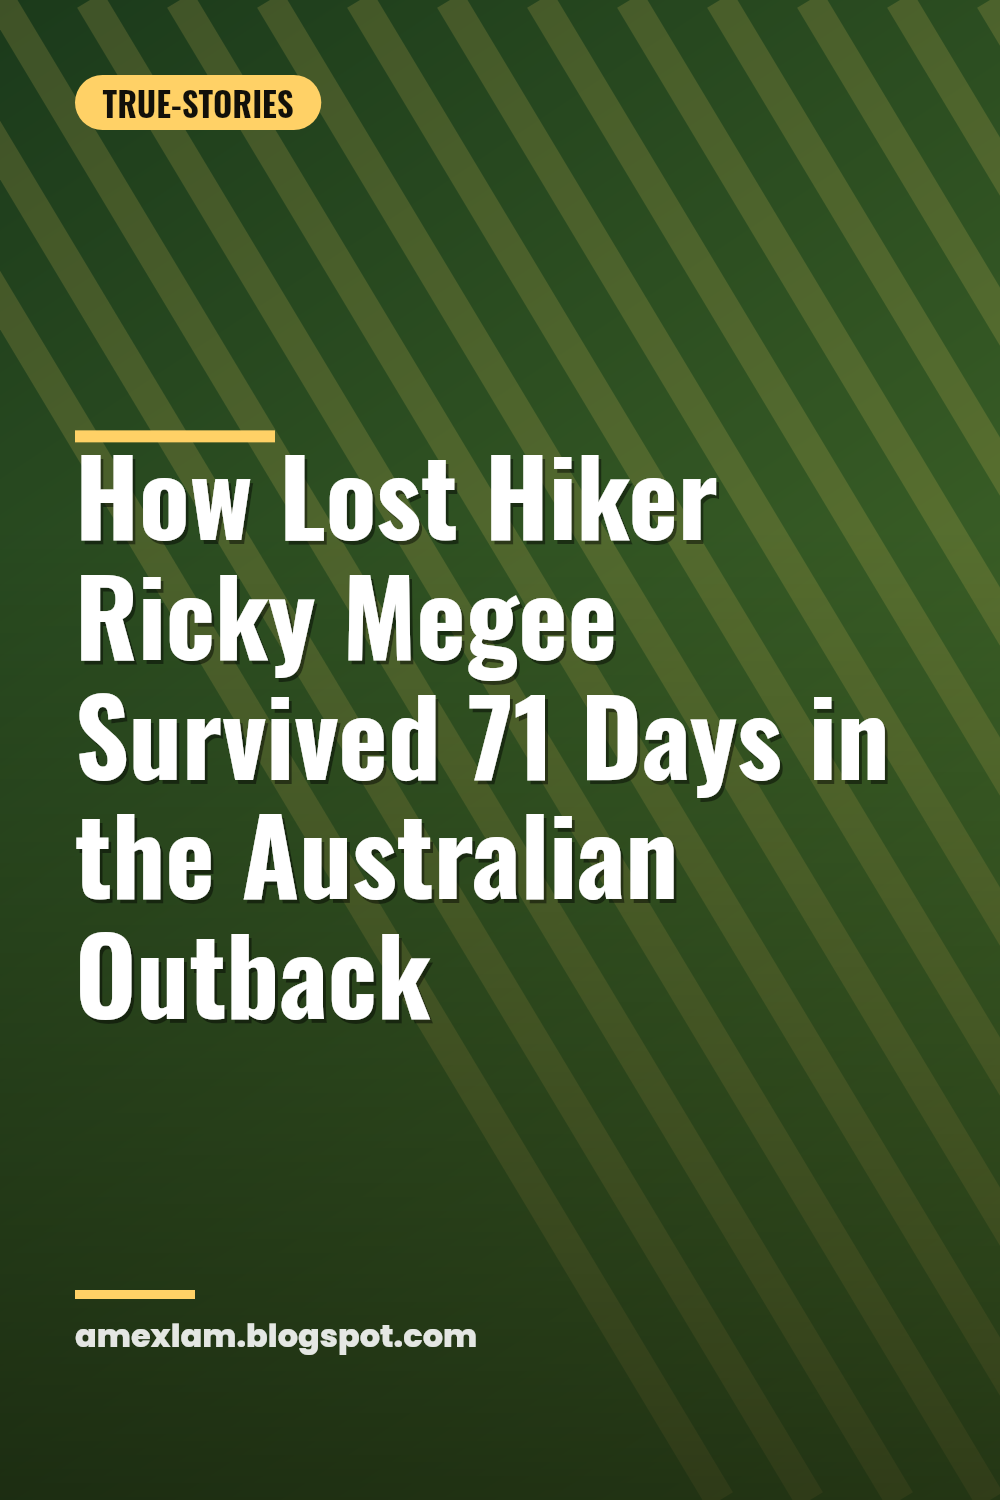 TRUE-STORIES
How Lost Hiker
Ricky Megee
Survived 71 Days in
the Australian
Outback
amexlam.blogspot.com